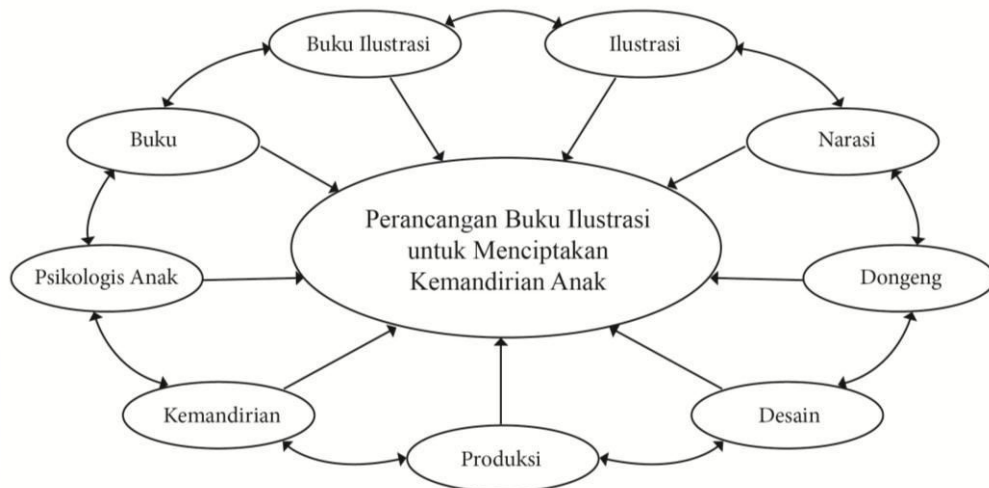 Buku Ilustrasi
Ilustrasi
Buku
Narasi
Perancangan Buku Ilustrasi
untuk Menciptakan
Kemandirian Anak
Psikologis Anak
Dongeng
Kemandirian
Desain
Produksi